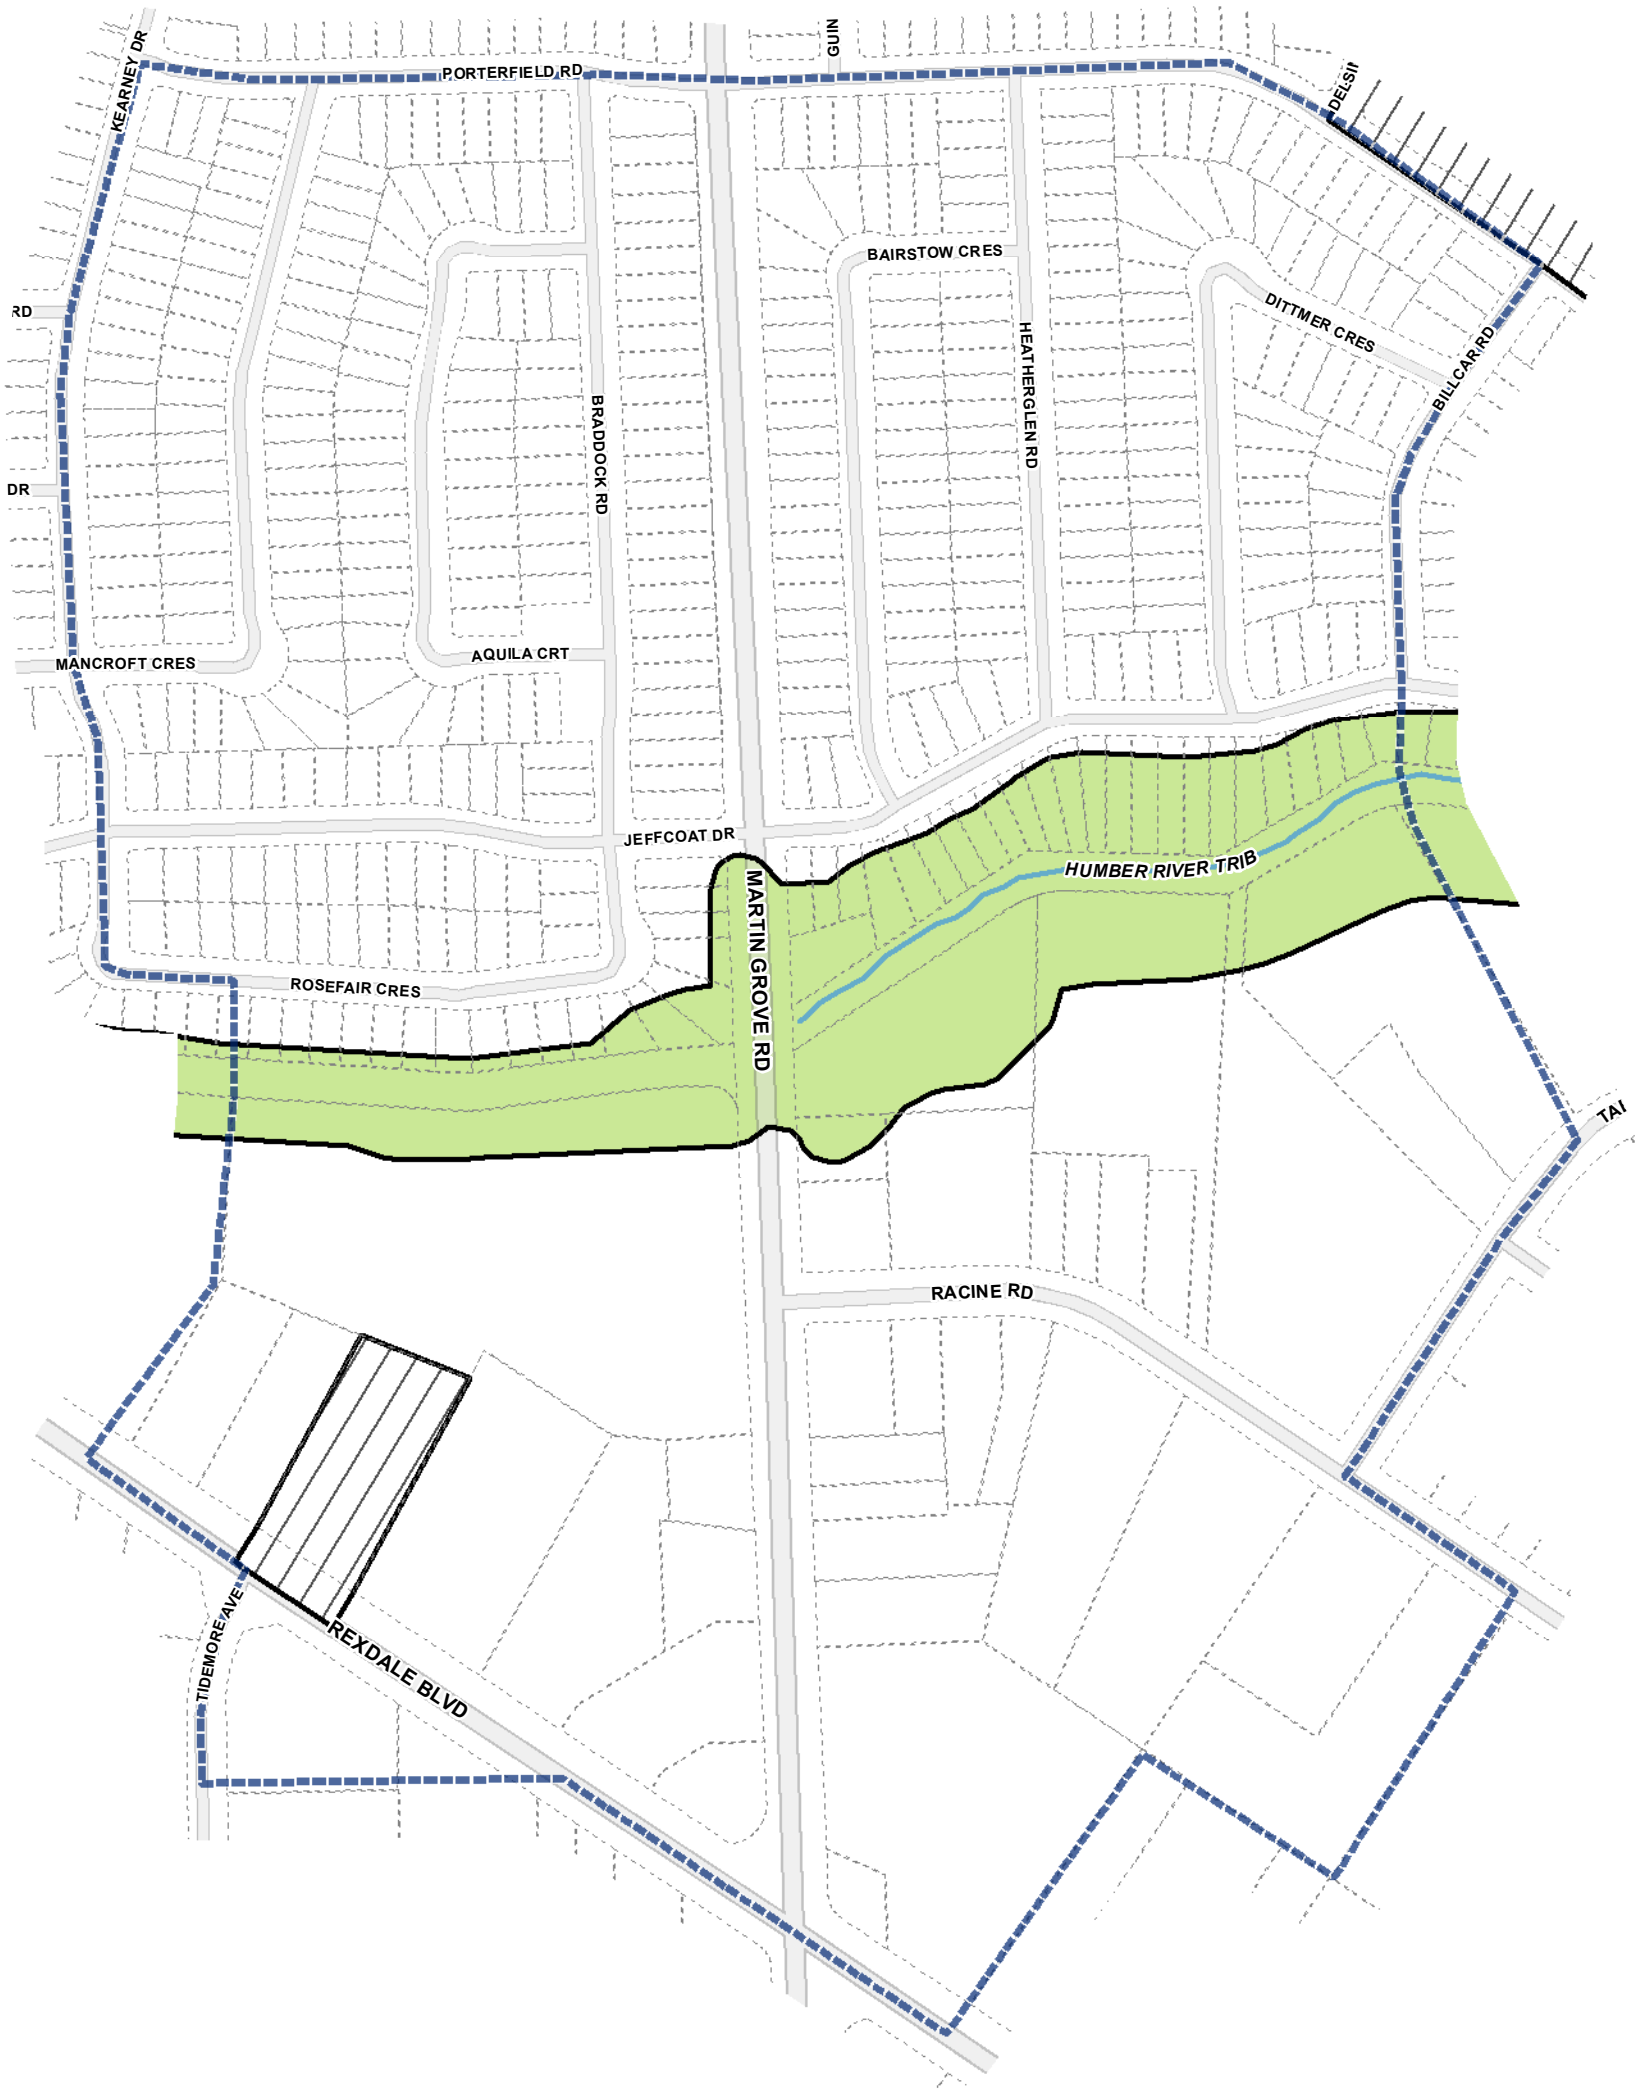 GUIN
KEARNEY DR
PORTERFIELD RD
DELSI
BAIRSTOW CRES
RD
DITTMER CRES
HEATHERGLEN RD
BILLCAR RD
BRADDOCK RD
DR
MANCROFT CRES
AQUILA CRT
JEFFCOAT DR
HUMBER RIVER TRIB
MARTIN GROVE RD
ROSEFAIR CRES
TAI
RACINE RD
TIDEMORE AVE
REXDALE BLVD